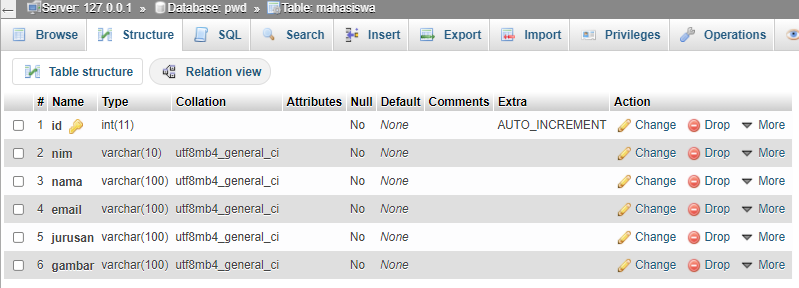 Server: 127.0.0.1 » Database: pwd » Table: mahasiswa
Browse Structure SQL Search Insert Export Import Privileges Operations
Table structure Relation view
# Name Type Collation Attributes Null Default Comments Extra Action
1 id int(11) No None AUTO_INCREMENT Change Drop More
2 nim varchar(10) utf8mb4_general_ci No None Change Drop More
3 nama varchar(100) utf8mb4_general_ci No None Change Drop More
4 email varchar(100) utf8mb4_general_ci No None Change Drop More
5 jurusan varchar(100) utf8mb4_general_ci No None Change Drop More
6 gambar varchar(100) utf8mb4_general_ci No None Change Drop More